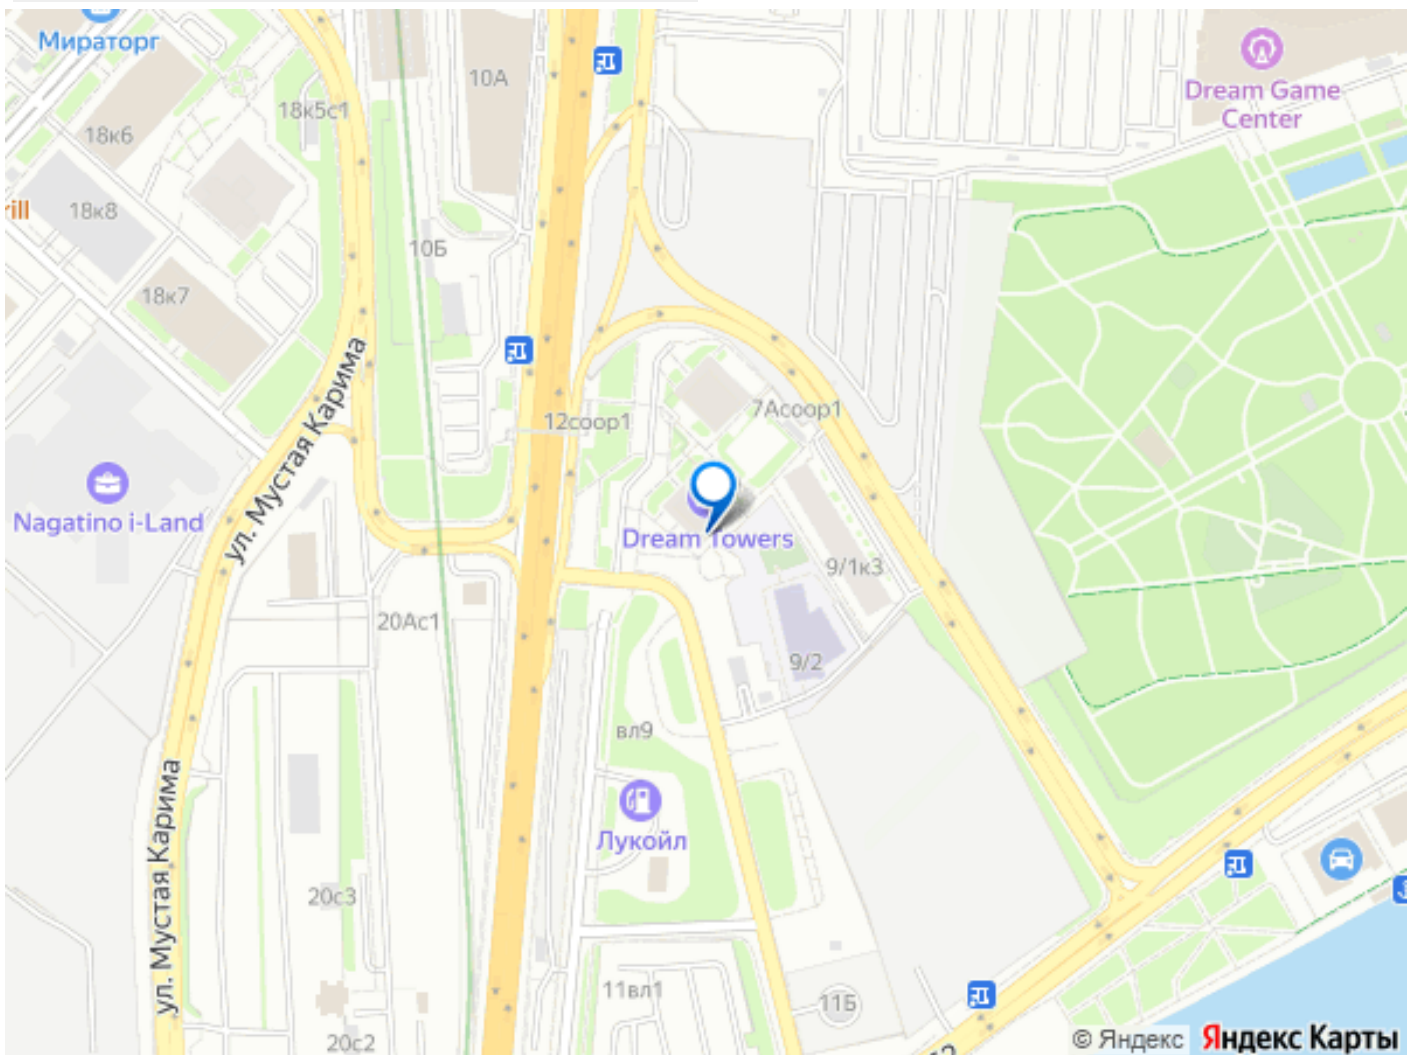 Мираторг
10А
Dream Game
Center
18к5с1
18к6
rill
18к8
10Б
18к7
ул. Мустая Карима
7Асоор1
12соор1
Nagatino i-Land
Dream Towers
9/1к3
20Ас1
9/2
вл9
Лукойл
ул. Мустая Карима
20с3
11вл1
11Б
20с2
© Яндекс Яндекс Карты